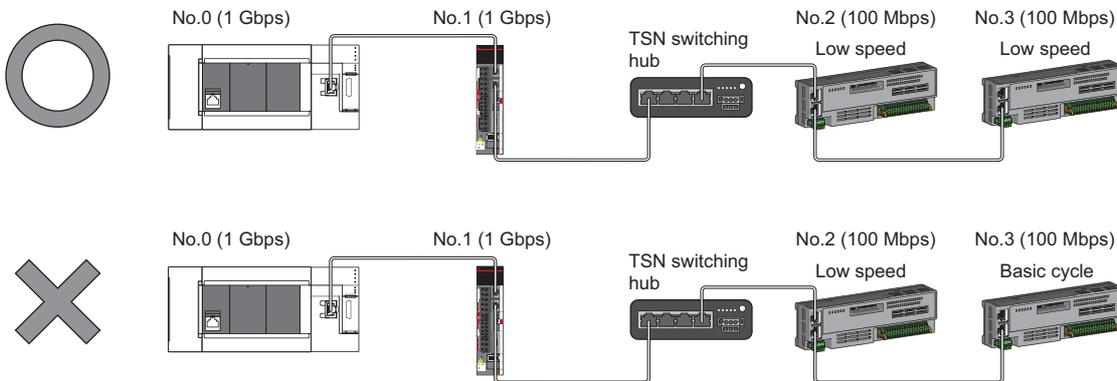 No.0 (1 Gbps)
No.1 (1 Gbps)
TSN switching
hub
No.2 (100 Mbps)
Low speed
No.3 (100 Mbps)
Low speed
No.0 (1 Gbps)
No.1 (1 Gbps)
TSN switching
hub
No.2 (100 Mbps)
Low speed
No.3 (100 Mbps)
Basic cycle